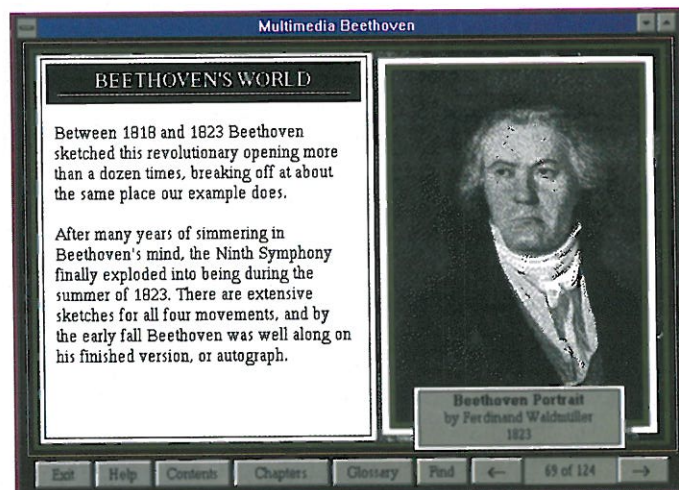 Multimedia Beethoven
BEETHOVEN'S WORLD
Between 1818 and 1823 Beethoven
sketched this revolutionary opening more
than a dozen times, breaking off at about
the same place our example does.
After many years of simmering in
Beethoven's mind, the Ninth Symphony
finally exploded into being during the
summer of 1823. There are extensive
sketches for all four movements, and by
the early fall Beethoven was well along on
his finished version, or autograph.
Beethoven Portrait
by Ferdinand Waldmüller
1823
Exit Help Contents Chapters Glossary Find ← 69 of 124 →